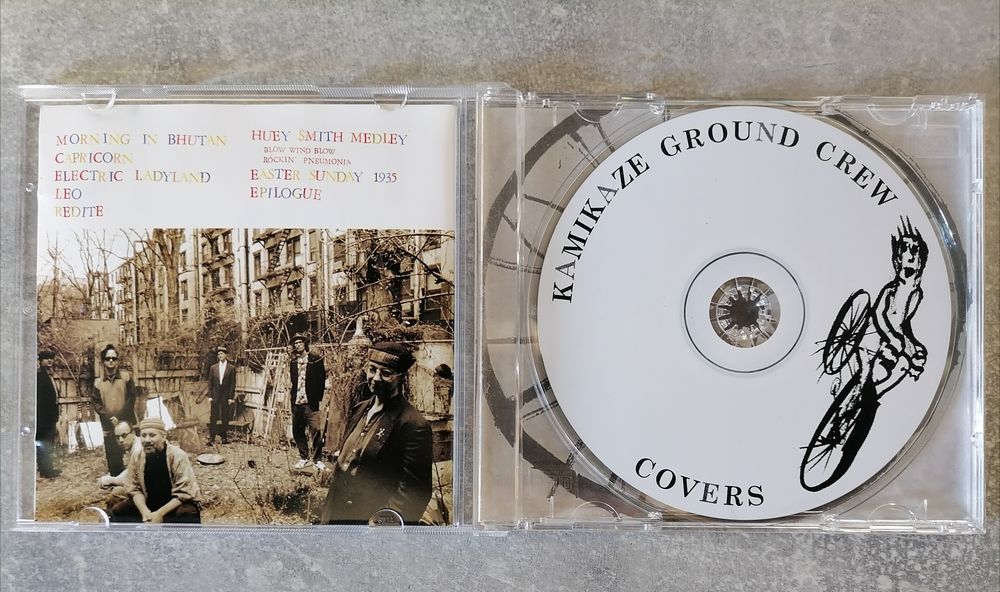 MORNING IN BHUTAN
CAPRICORN
ELECTRIC LADYLAND
LEO
REDITE
HUEY SMITH MEDLEY
BLOW WIND BLOW
ROCKIN' PNEUMONIA
EASTER SUNDAY 1935
EPILOGUE
KAMIKAZE GROUND CREW
COVERS